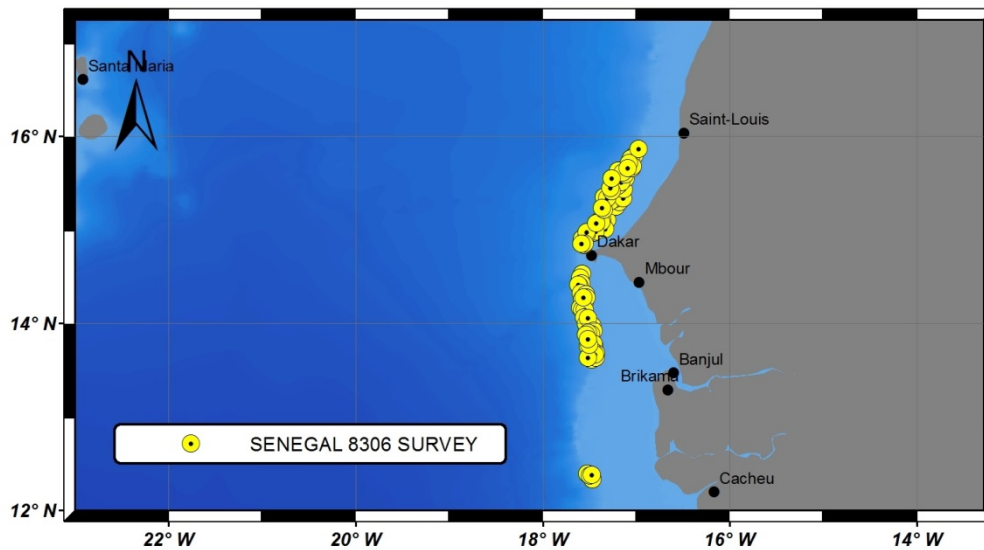 N
Santa Maria
16° N
Saint-Louis
Dakar
Mbour
14° N
Banjul
Brikama
SENEGAL 8306 SURVEY
Cacheu
12° N
22° W
20° W
18° W
16° W
14° W